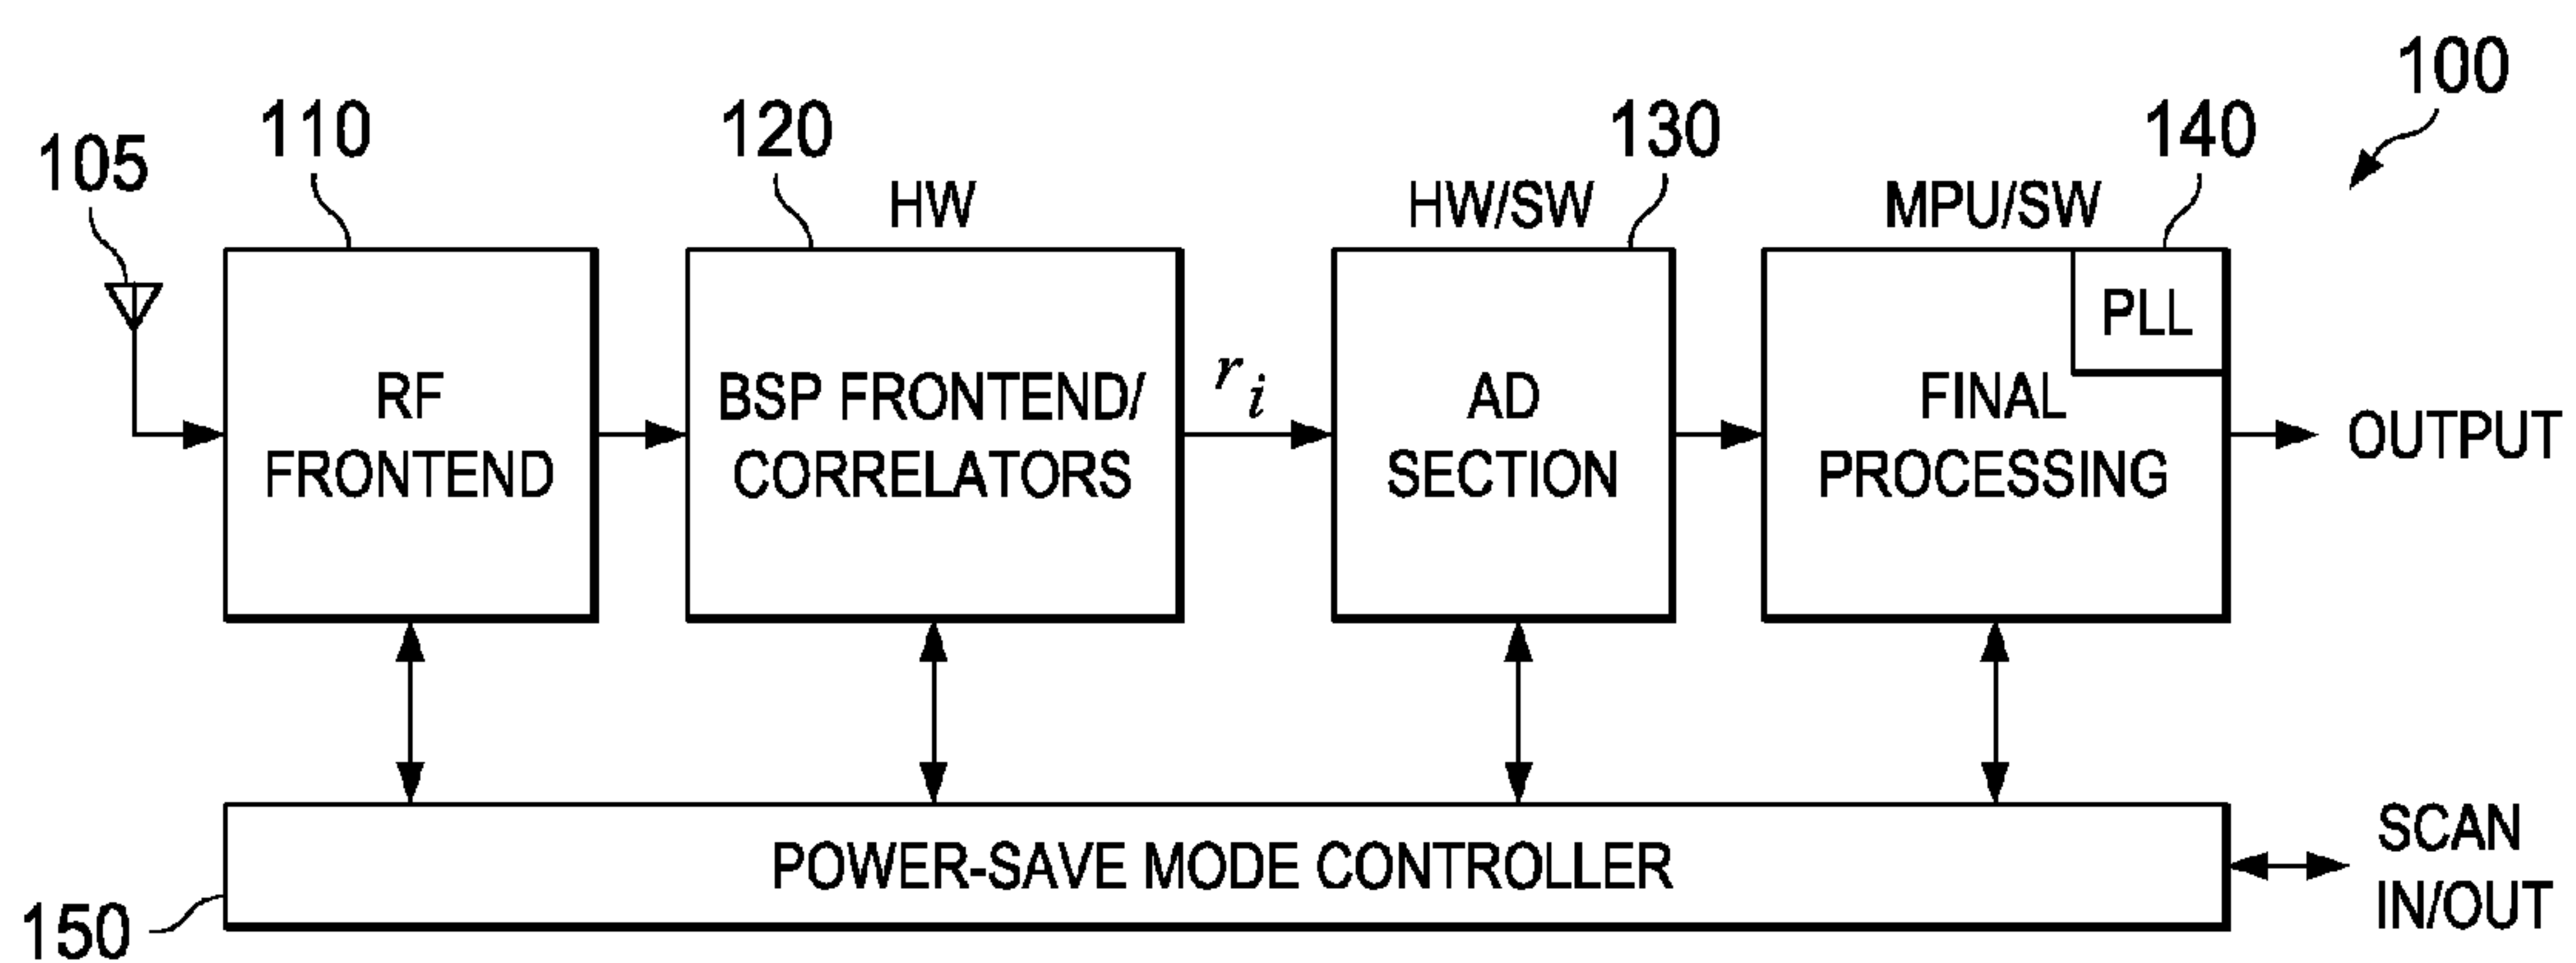 100
105
110
120
130
140
HW
HW/SW
MPU/SW
PLL
RF
FRONTEND
BSP FRONTEND/
CORRELATORS
r i
AD
SECTION
FINAL
PROCESSING
OUTPUT
POWER-SAVE MODE CONTROLLER
SCAN
IN/OUT
150